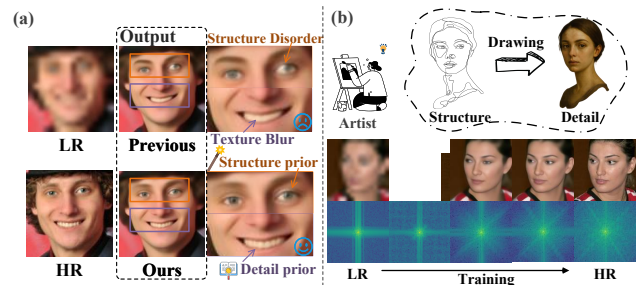 (a)
Output
Structure Disorder
LR
Previous
Texture Blur
Structure prior
HR
Ours
Detail prior
(b)
Drawing
Artist
Structure
Detail
LR
Training
HR